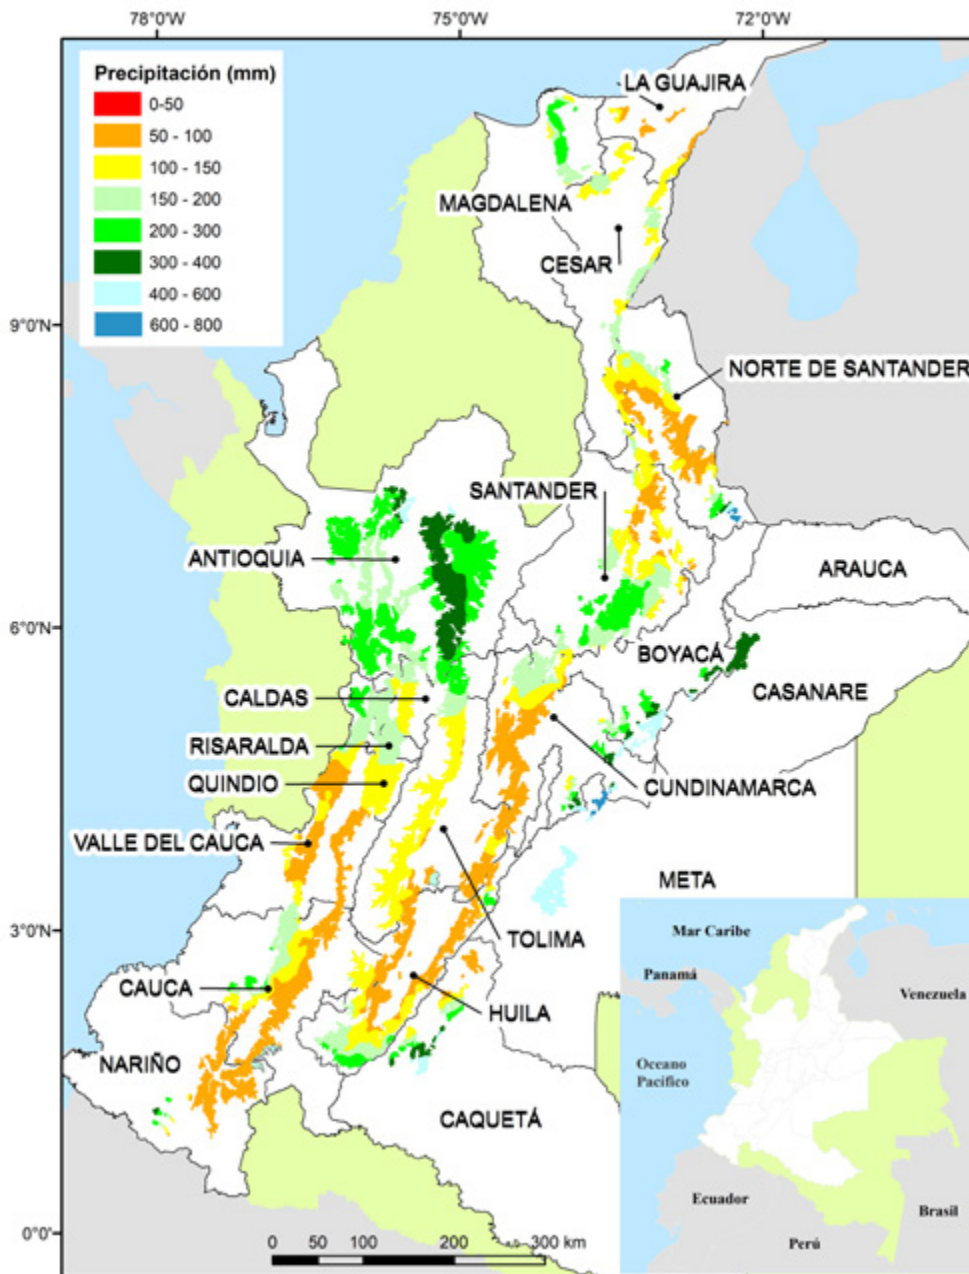 78°0'W 75°0'W 72°0'W
Precipitación (mm)
0-50
50 - 100
100 - 150
150 - 200
200 - 300
300 - 400
400 - 600
600 - 800
LA GUAJIRA
MAGDALENA
CESAR
9°0'N
NORTE DE SANTANDER
SANTANDER
ANTIOQUIA
ARAUCA
6°0'N
BOYACÁ
CASANARE
CALDAS
RISARALDA
QUINDIO
CUNDINAMARCA
VALLE DEL CAUCA
META
3°0'N
TOLIMA
CAUCA
HUILA
NARIÑO
CAQUETÁ
0°0'
0 50 100 200 300 km
Mar Caribe
Panamá
Venezuela
Oceano
Pacífico
Ecuador
Brasil
Perú